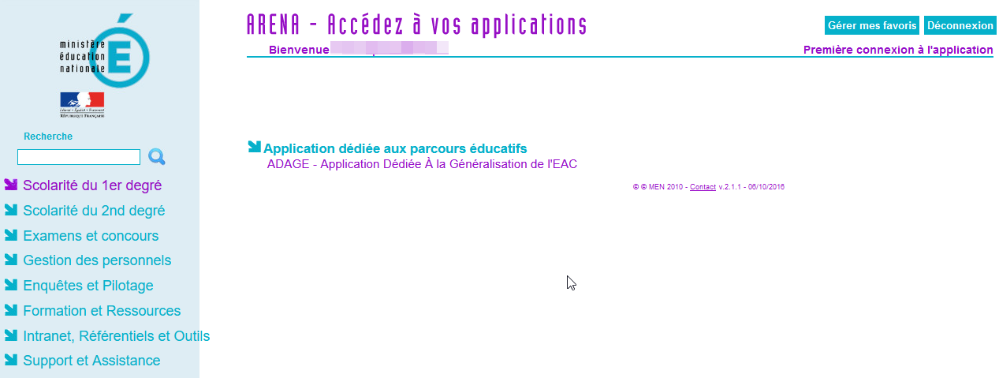 ministère
éducation
nationale
Liberté • Égalité • Fraternité
RÉPUBLIQUE FRANÇAISE
Recherche
Scolarité du 1er degré
Scolarité du 2nd degré
Examens et concours
Gestion des personnels
Enquêtes et Pilotage
Formation et Ressources
Intranet, Référentiels et Outils
Support et Assistance
ARENA - Accédez à vos applications
Gérer mes favoris Déconnexion
Bienvenue
Première connexion à l'application
Application dédiée aux parcours éducatifs
ADAGE - Application Dédiée À la Généralisation de l'EAC
© © MEN 2010 - Contact v.2.1.1 - 06/10/2016